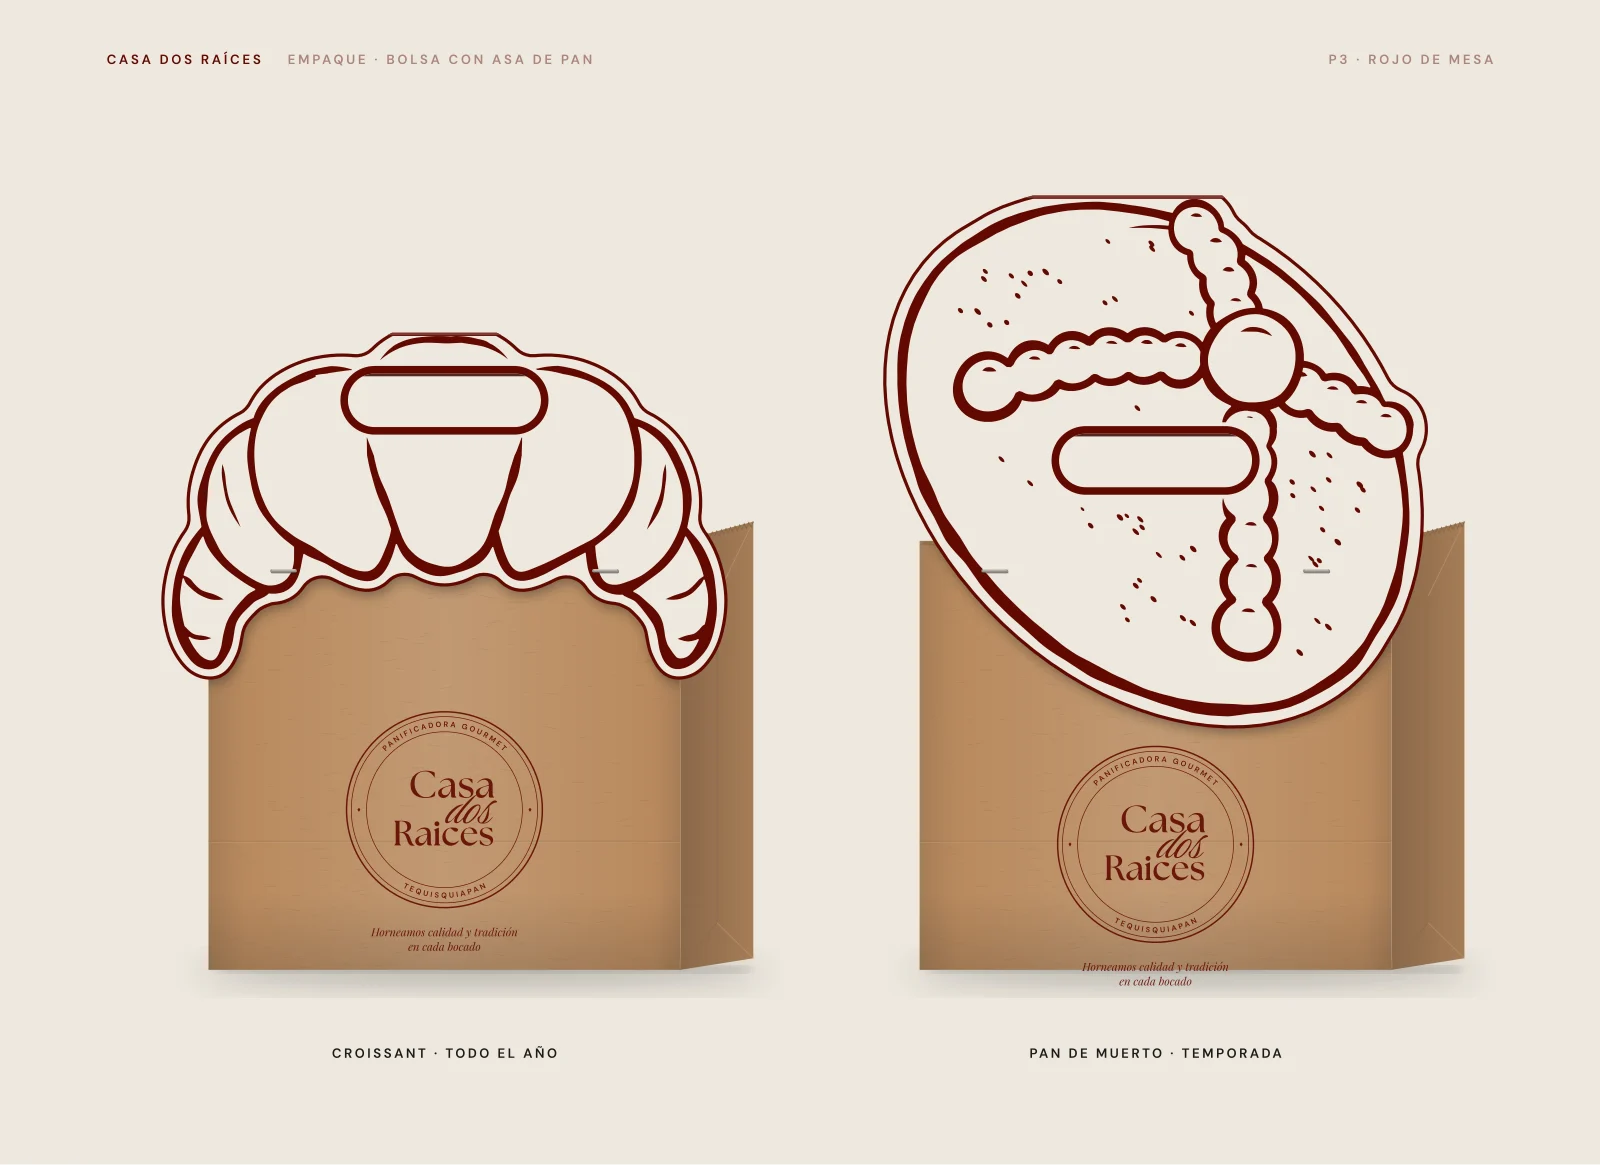 CASA DOS RAÍCES EMPAQUE · BOLSA CON ASA DE PAN
P3 · ROJO DE MESA
PANIFICADORA GOURMET
Casa
dos
Raices
TEQUISQUIAPAN
Horneamos calidad y tradición
en cada bocado
PANIFICADORA GOURMET
Casa
dos
Raices
TEQUISQUIAPAN
Horneamos calidad y tradición
en cada bocado
CROISSANT · TODO EL AÑO
PAN DE MUERTO · TEMPORADA